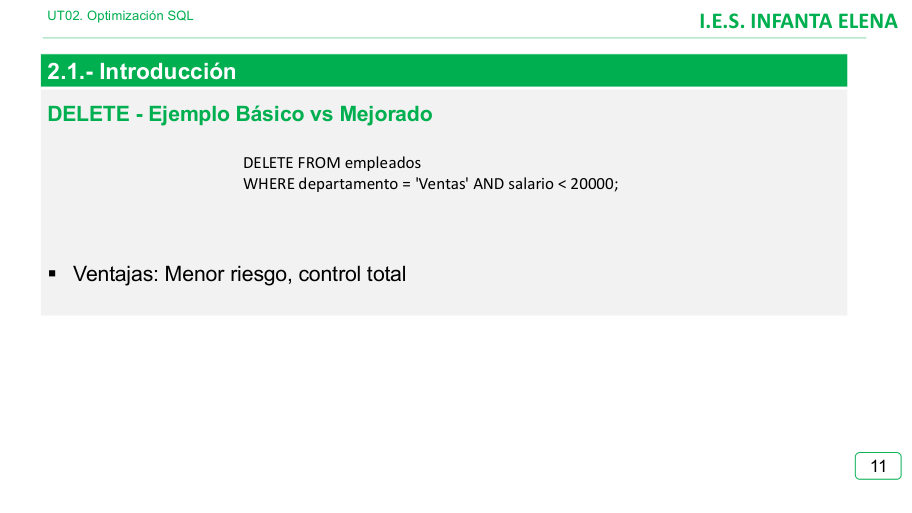 UT02. Optimización SQL
I.E.S. INFANTA ELENA
2.1.- Introducción
DELETE - Ejemplo Básico vs Mejorado
DELETE FROM empleados
WHERE departamento = 'Ventas' AND salario < 20000;
▪ Ventajas: Menor riesgo, control total
11